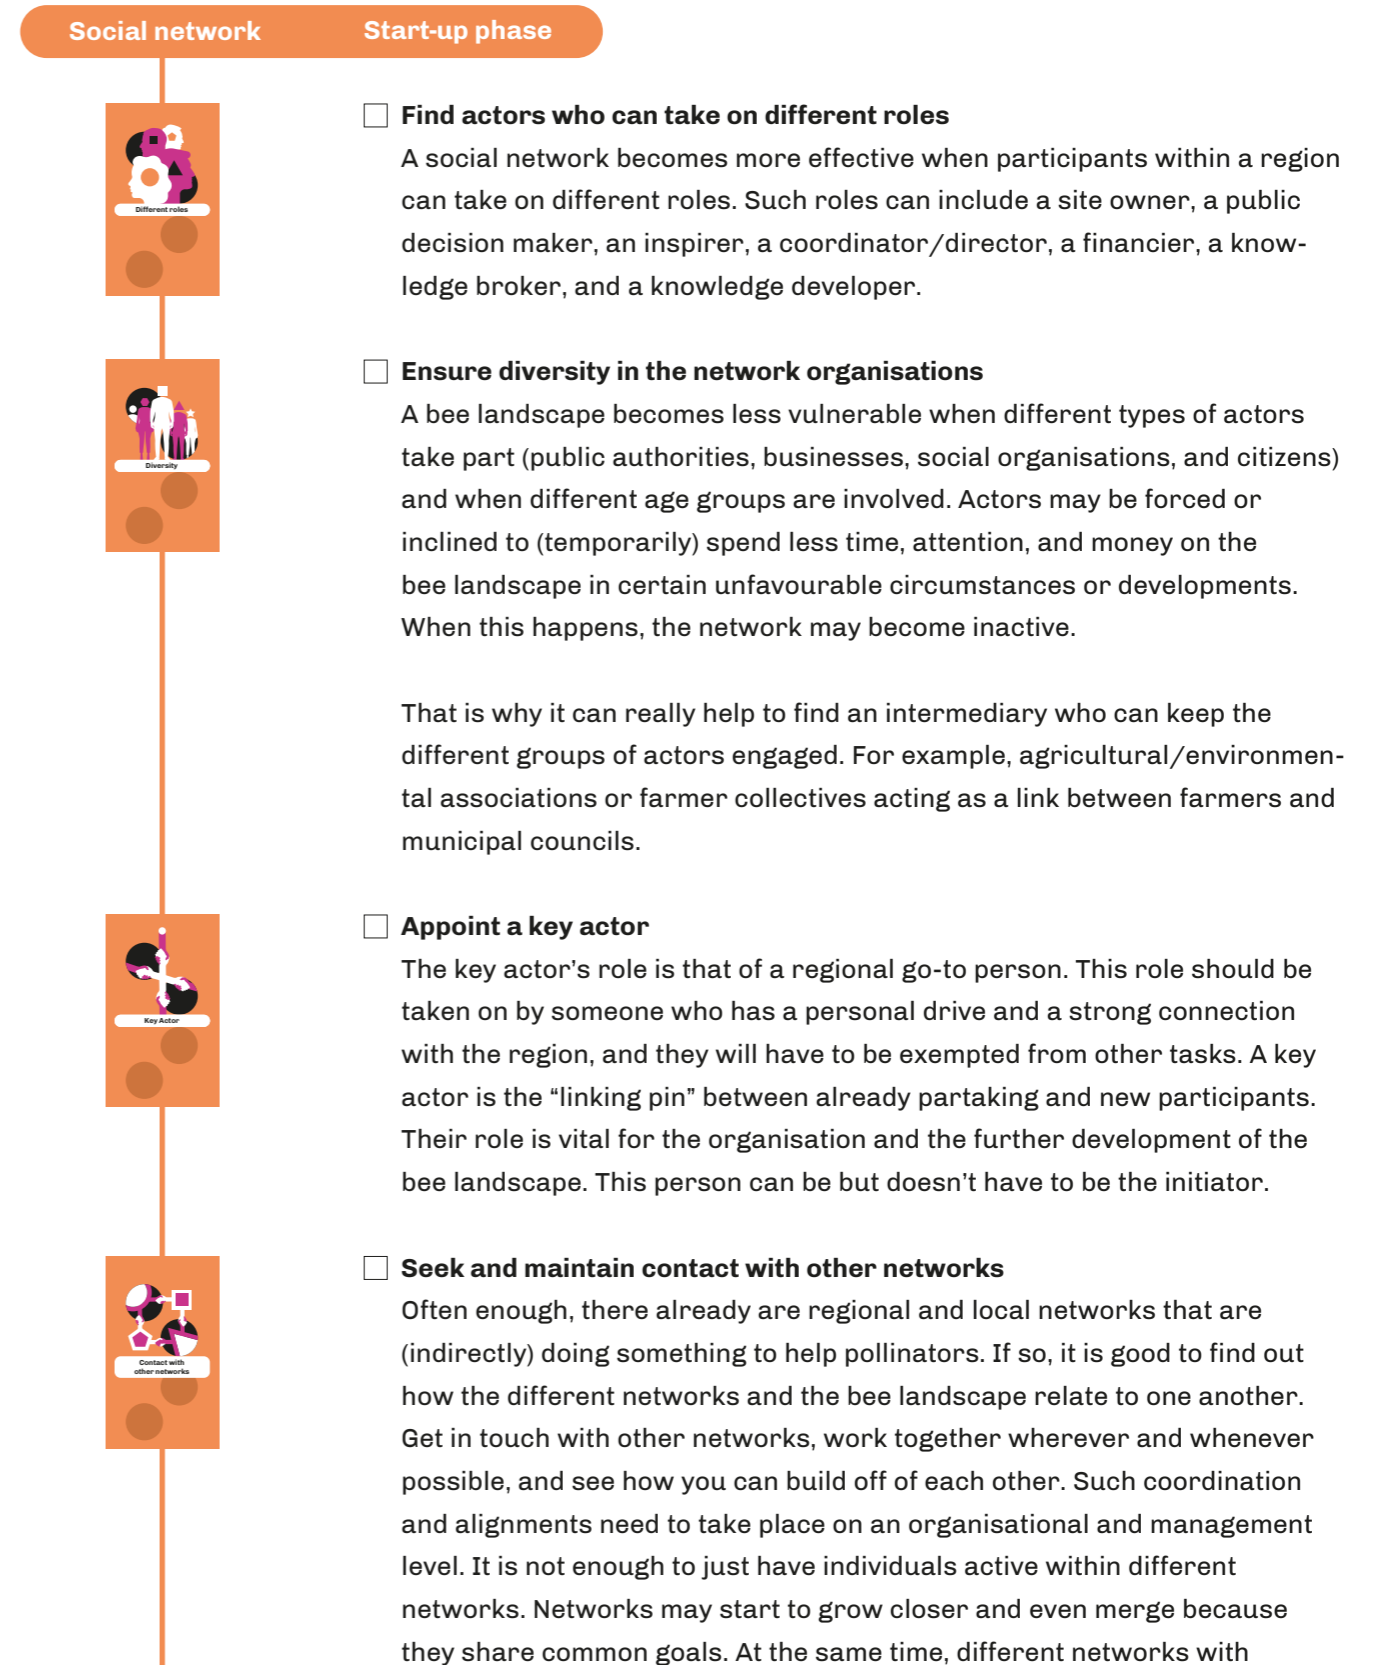 Social network Start-up phase
Different roles
Find actors who can take on different roles
A social network becomes more effective when participants within a region
can take on different roles. Such roles can include a site owner, a public
decision maker, an inspirer, a coordinator/director, a financier, a know-
ledge broker, and a knowledge developer.
Diversity
Ensure diversity in the network organisations
A bee landscape becomes less vulnerable when different types of actors
take part (public authorities, businesses, social organisations, and citizens)
and when different age groups are involved. Actors may be forced or
inclined to (temporarily) spend less time, attention, and money on the
bee landscape in certain unfavourable circumstances or developments.
When this happens, the network may become inactive.
That is why it can really help to find an intermediary who can keep the
different groups of actors engaged. For example, agricultural/environmen-
tal associations or farmer collectives acting as a link between farmers and
municipal councils.
Key Actor
Appoint a key actor
The key actor’s role is that of a regional go-to person. This role should be
taken on by someone who has a personal drive and a strong connection
with the region, and they will have to be exempted from other tasks. A key
actor is the “linking pin” between already partaking and new participants.
Their role is vital for the organisation and the further development of the
bee landscape. This person can be but doesn’t have to be the initiator.
Contact with
other networks
Seek and maintain contact with other networks
Often enough, there already are regional and local networks that are
(indirectly) doing something to help pollinators. If so, it is good to find out
how the different networks and the bee landscape relate to one another.
Get in touch with other networks, work together wherever and whenever
possible, and see how you can build off of each other. Such coordination
and alignments need to take place on an organisational and management
level. It is not enough to just have individuals active within different
networks. Networks may start to grow closer and even merge because
they share common goals. At the same time, different networks with